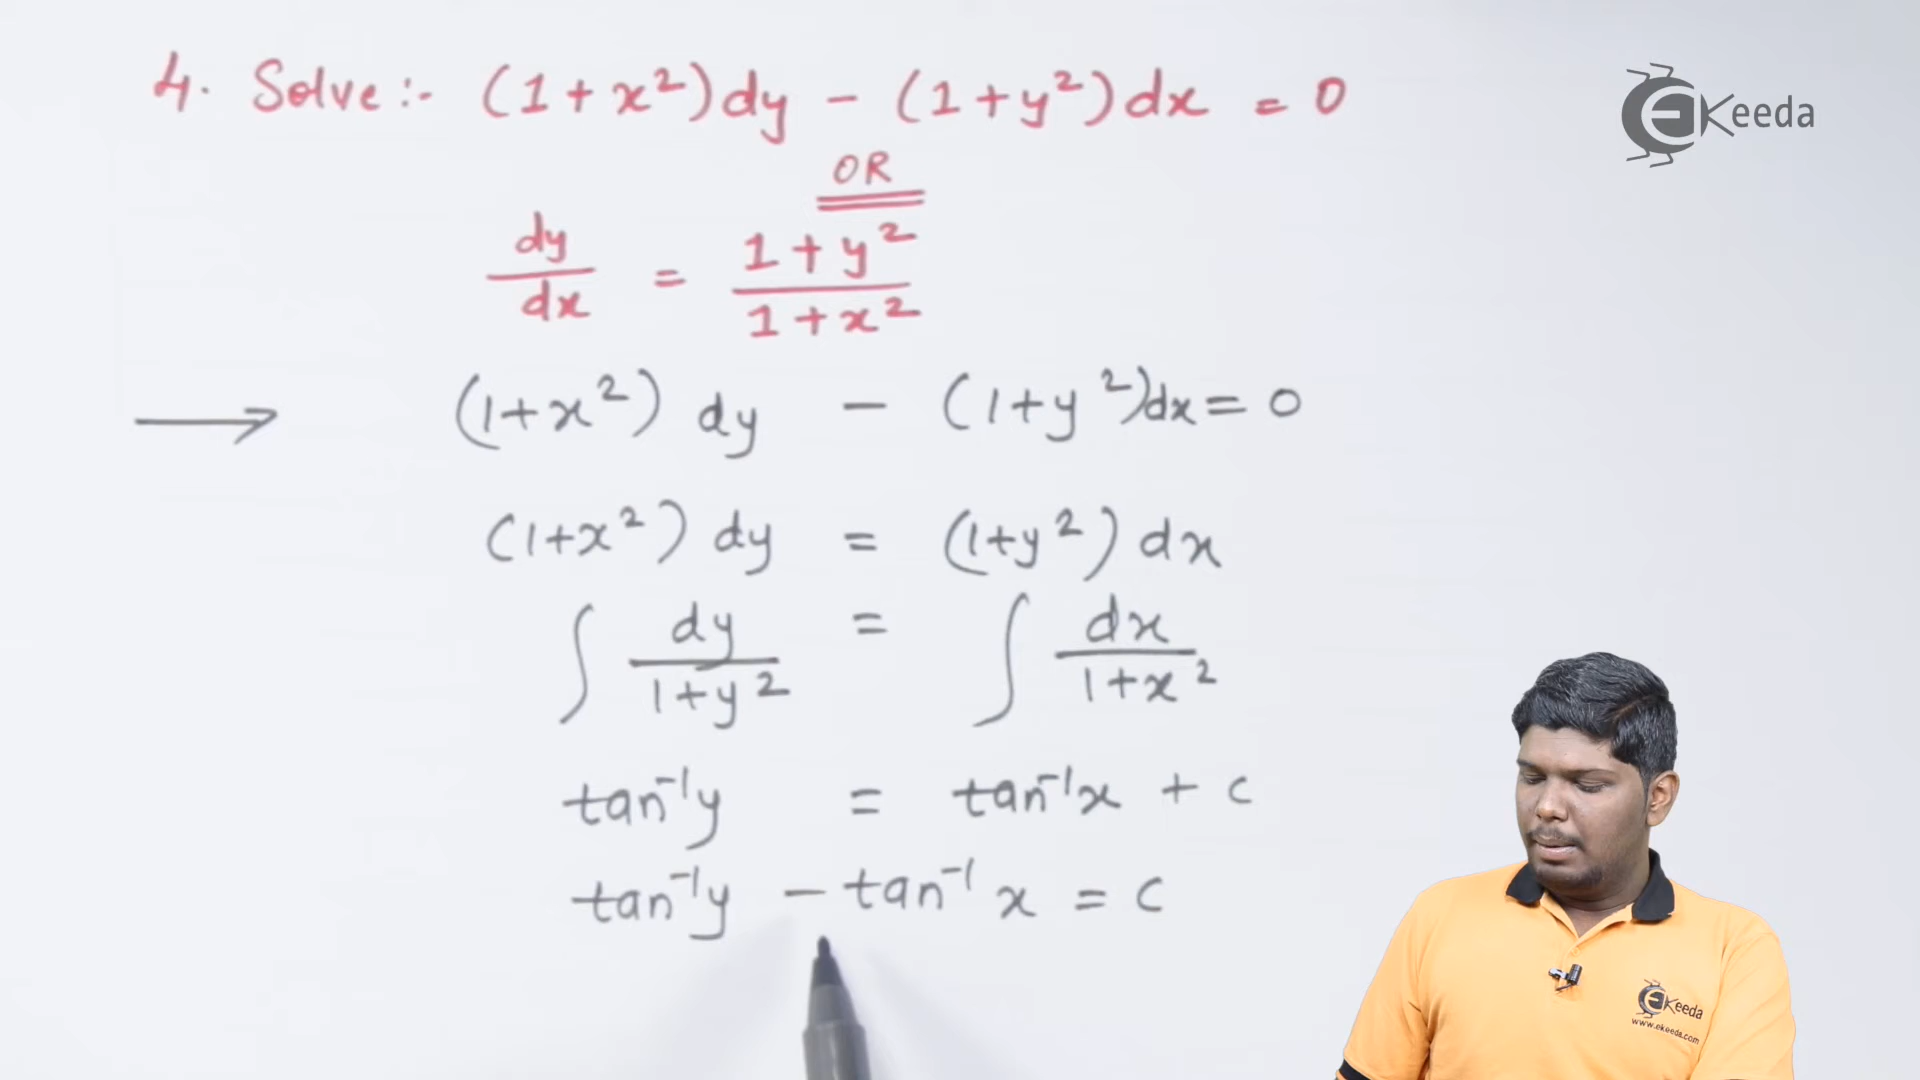 4. Solve:- (1+x²)dy - (1+y²)dx = 0
OR
dy/dx = 1+y²/1+x²
⟶ (1+x²) dy - (1+y²)dx = 0
(1+x²) dy = (1+y²) dx
∫ dy/1+y² = ∫ dx/1+x²
tan⁻¹y = tan⁻¹x + c
tan⁻¹y - tan⁻¹x = c
EKeeda
EKeeda
www.ekeeda.com